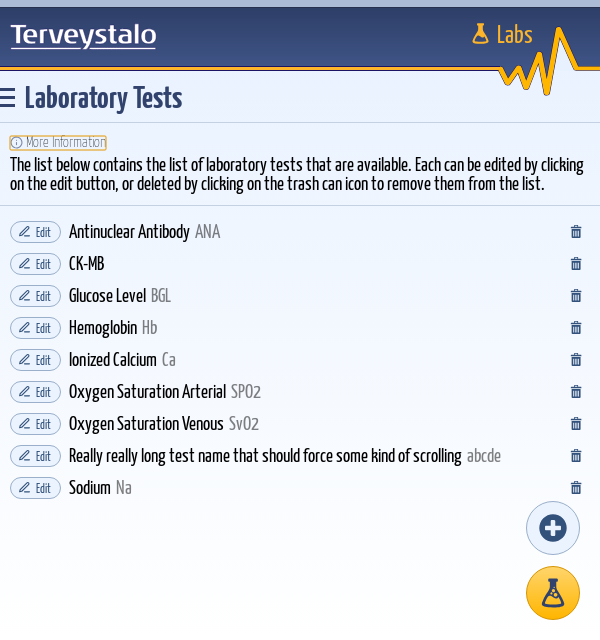 Terveystalo
Labs
Laboratory Tests
More Information
The list below contains the list of laboratory tests that are available. Each can be edited by clicking
on the edit button, or deleted by clicking on the trash can icon to remove them from the list.
Edit Antinuclear Antibody ANA
Edit CK-MB
Edit Glucose Level BGL
Edit Hemoglobin Hb
Edit Ionized Calcium Ca
Edit Oxygen Saturation Arterial SPO2
Edit Oxygen Saturation Venous SvO2
Edit Really really long test name that should force some kind of scrolling abcde
Edit Sodium Na